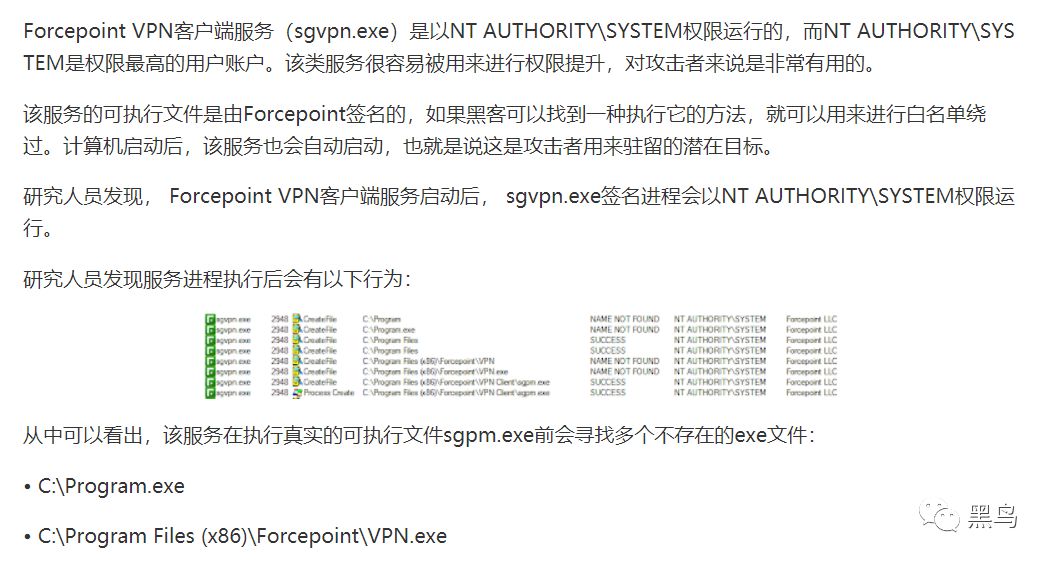 Forcepoint VPN客户端服务（sgvpn.exe）是以NT AUTHORITY\SYSTEM权限运行的，而NT AUTHORITY\SYS
TEM是权限最高的用户账户。该类服务很容易被用来进行权限提升，对攻击者来说是非常有用的。
该服务的可执行文件是由Forcepoint签名的，如果黑客可以找到一种执行它的方法，就可以用来进行白名单绕
过。计算机启动后，该服务也会自动启动，也就是说这是攻击者用来驻留的潜在目标。
研究人员发现， Forcepoint VPN客户端服务启动后， sgvpn.exe签名进程会以NT AUTHORITY\SYSTEM权限运
行。
研究人员发现服务进程执行后会有以下行为：
sgvpn.exe 2948 CreateFile C:\Program NAME NOT FOUND NT AUTHORITY\SYSTEM Forcepoint LLC
sgvpn.exe 2948 CreateFile C:\Program.exe NAME NOT FOUND NT AUTHORITY\SYSTEM Forcepoint LLC
sgvpn.exe 2948 CreateFile C:\Program Files SUCCESS NT AUTHORITY\SYSTEM Forcepoint LLC
sgvpn.exe 2948 CreateFile C:\Program Files SUCCESS NT AUTHORITY\SYSTEM Forcepoint LLC
sgvpn.exe 2948 CreateFile C:\Program Files (x86)\Forcepoint\VPN NAME NOT FOUND NT AUTHORITY\SYSTEM Forcepoint LLC
sgvpn.exe 2948 CreateFile C:\Program Files (x86)\Forcepoint\VPN.exe NAME NOT FOUND NT AUTHORITY\SYSTEM Forcepoint LLC
sgvpn.exe 2948 CreateFile C:\Program Files (x86)\Forcepoint\VPN Client\sgpm.exe SUCCESS NT AUTHORITY\SYSTEM Forcepoint LLC
sgvpn.exe 2948 Process Create C:\Program Files (x86)\Forcepoint\VPN Client\sgpm.exe SUCCESS NT AUTHORITY\SYSTEM Forcepoint LLC
从中可以看出，该服务在执行真实的可执行文件sgpm.exe前会寻找多个不存在的exe文件：
• C:\Program.exe
黑鸟
• C:\Program Files (x86)\Forcepoint\VPN.exe